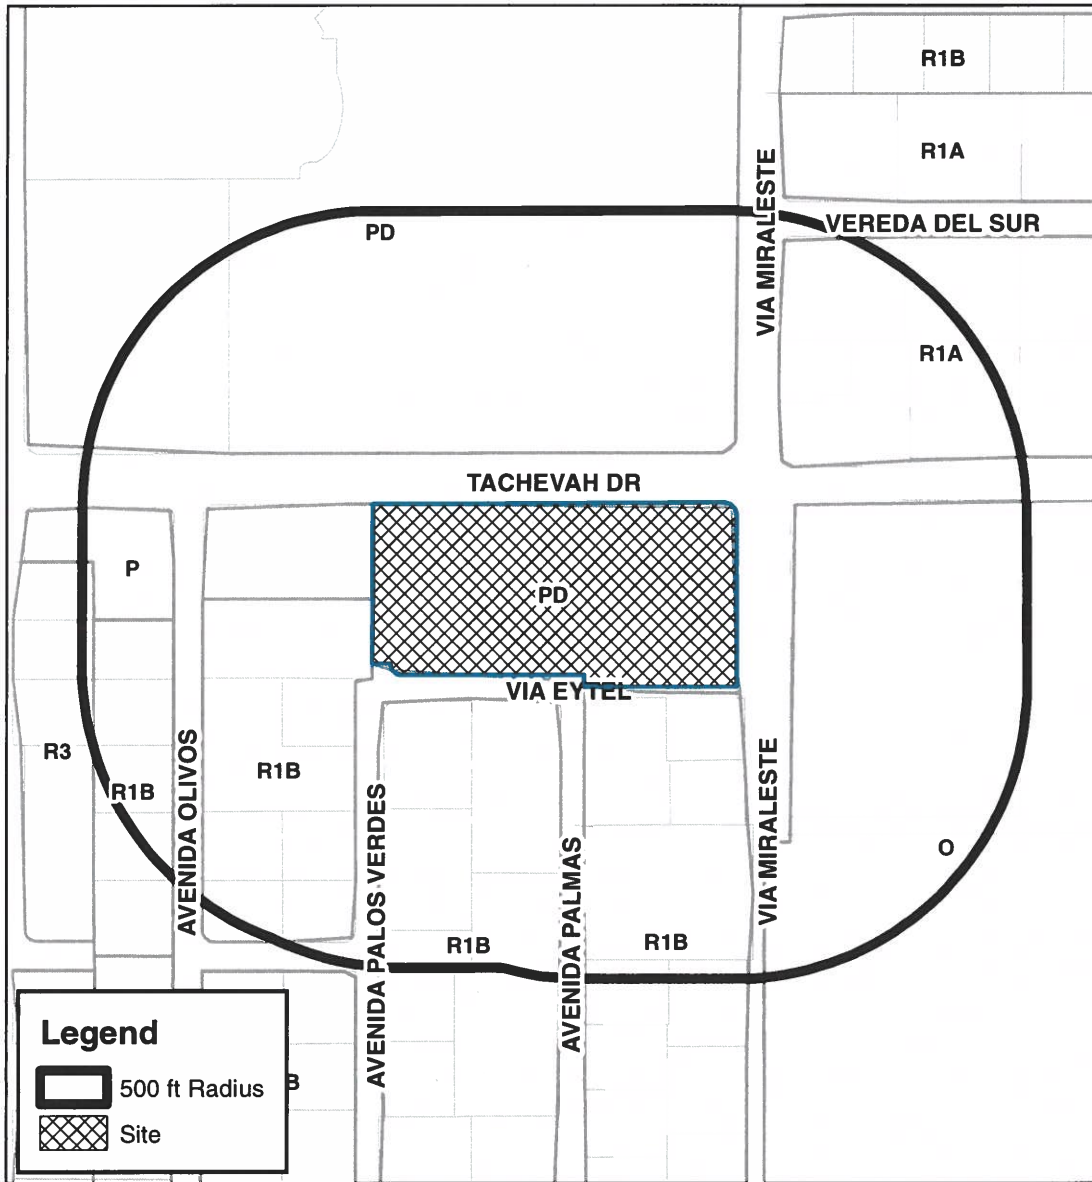 R1B
R1A
VIA MIRALESTE
VEREDA DEL SUR
PD
R1A
TACHEVAH DR
P
PD
VIA EYTEL
R3
R1B
AVENIDA OLIVOS
R1B
AVENIDA PALOS VERDES
AVENIDA PALMAS
VIA MIRALESTE
O
R1B
R1B
Legend
500 ft Radius
B
Site